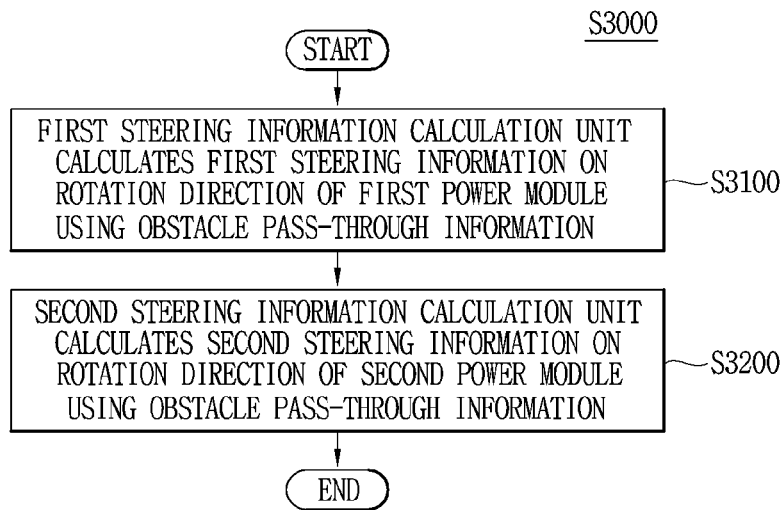 S3000
START
FIRST STEERING INFORMATION CALCULATION UNIT
CALCULATES FIRST STEERING INFORMATION ON
ROTATION DIRECTION OF FIRST POWER MODULE
USING OBSTACLE PASS-THROUGH INFORMATION
S3100
SECOND STEERING INFORMATION CALCULATION UNIT
CALCULATES SECOND STEERING INFORMATION ON
ROTATION DIRECTION OF SECOND POWER MODULE
USING OBSTACLE PASS-THROUGH INFORMATION
S3200
END